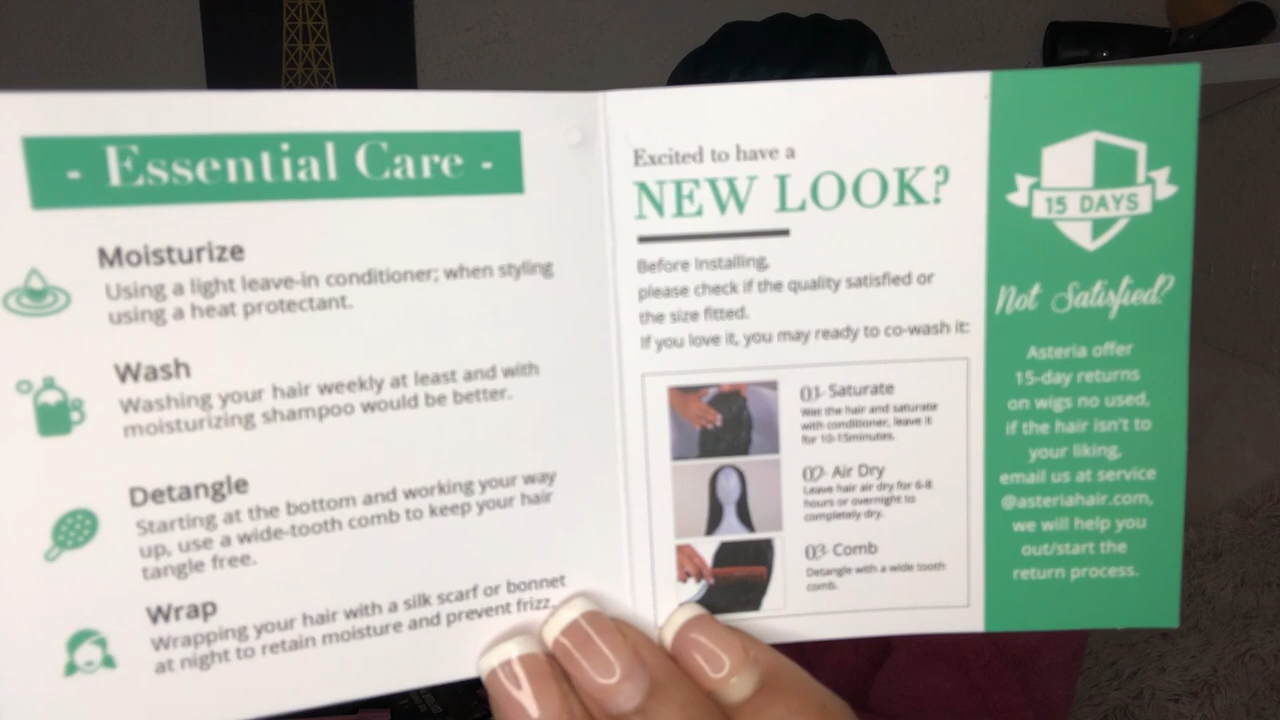 - Essential Care -
Moisturize
Using a light leave-in conditioner; when styling
using a heat protectant.
Wash
Washing your hair weekly at least and with
moisturizing shampoo would be better.
Detangle
Starting at the bottom and working your way
up, use a wide-tooth comb to keep your hair
tangle free.
Wrap
Wrapping your hair with a silk scarf or bonnet
at night to retain moisture and prevent frizz.
Excited to have a
NEW LOOK?
Before Installing,
please check if the quality satisfied or
the size fitted.
If you love it, you may ready to co-wash it:
01- Saturate
Wet the hair and saturate
with conditioner, leave it
for 10-15minutes.
02- Air Dry
Leave hair air dry for 6-8
hours or overnight to
completely dry.
03- Comb
Detangle with a wide tooth
comb.
15 DAYS
Not Satisfied?
Asteria offer
15-day returns
on wigs no used,
if the hair isn't to
your liking,
email us at service
@asteriahair.com,
we will help you
out/start the
return process.